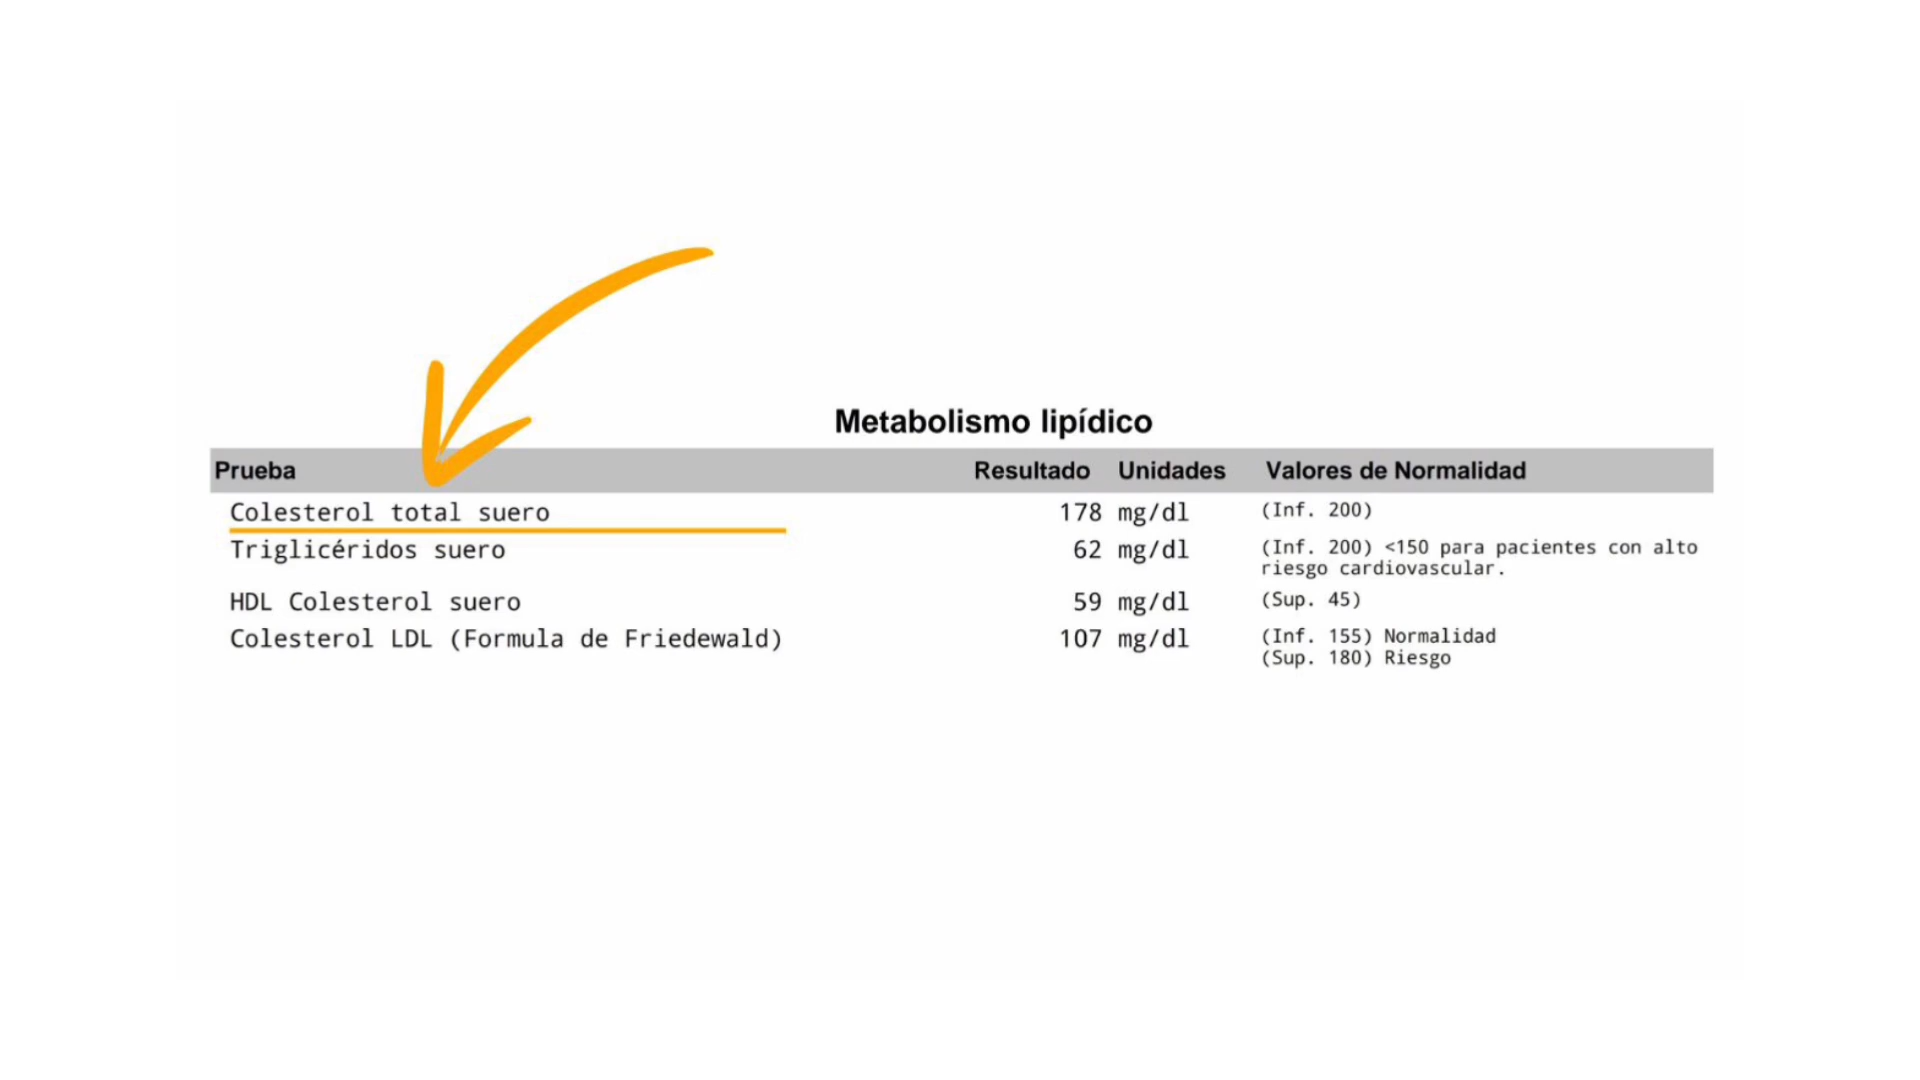 Metabolismo lipídico
Prueba Resultado Unidades Valores de Normalidad
Colesterol total suero 178 mg/dl (Inf. 200)
Triglicéridos suero 62 mg/dl (Inf. 200) <150 para pacientes con alto
riesgo cardiovascular.
HDL Colesterol suero 59 mg/dl (Sup. 45)
Colesterol LDL (Formula de Friedewald) 107 mg/dl (Inf. 155) Normalidad
(Sup. 180) Riesgo